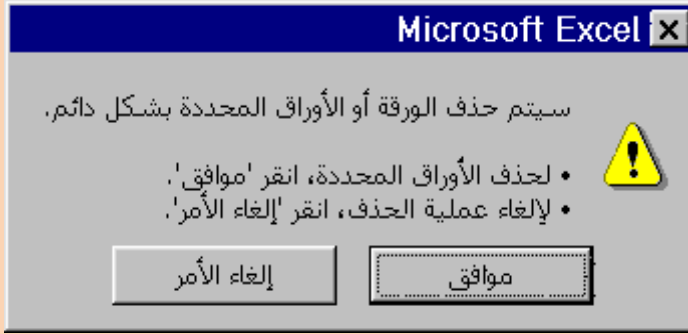 Microsoft Excel
سيتم حذف الورقة أو الأوراق المحددة بشكل دائم.
• لحذف الأوراق المحددة، انقر 'موافق'.
• لإلغاء عملية الحذف، انقر 'إلغاء الأمر'.
موافق
إلغاء الأمر